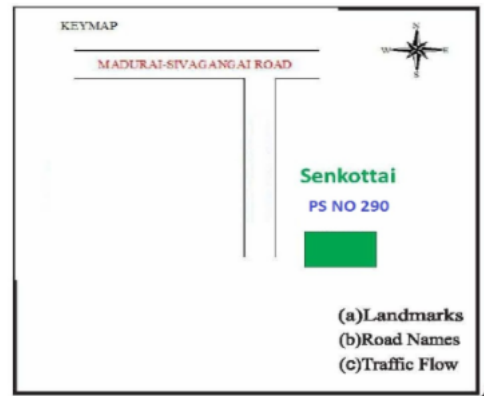 KEYMAP
N
W E
S
MADURAI-SIVAGANGAI ROAD
Senkottai
PS NO 290
(a)Landmarks
(b)Road Names
(c)Traffic Flow